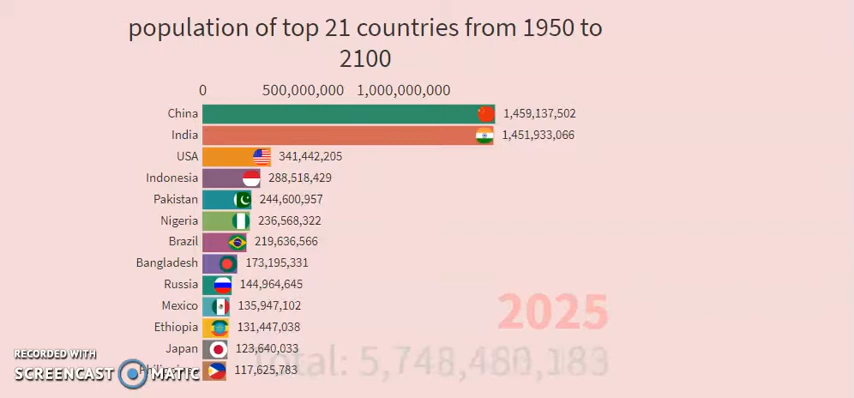 population of top 21 countries from 1950 to
2100
0 500,000,000 1,000,000,000
China 1,459,137,502
India 1,451,933,066
USA 341,442,205
Indonesia 288,518,429
Pakistan 244,600,957
Nigeria 236,568,322
Brazil 219,636,566
Bangladesh 173,195,331
Russia 144,964,645
Mexico 135,947,102
Ethiopia 131,447,038
Japan 123,640,033
117,625,783
2025
Total:
RECORDED WITH
SCREENCAST MATIC